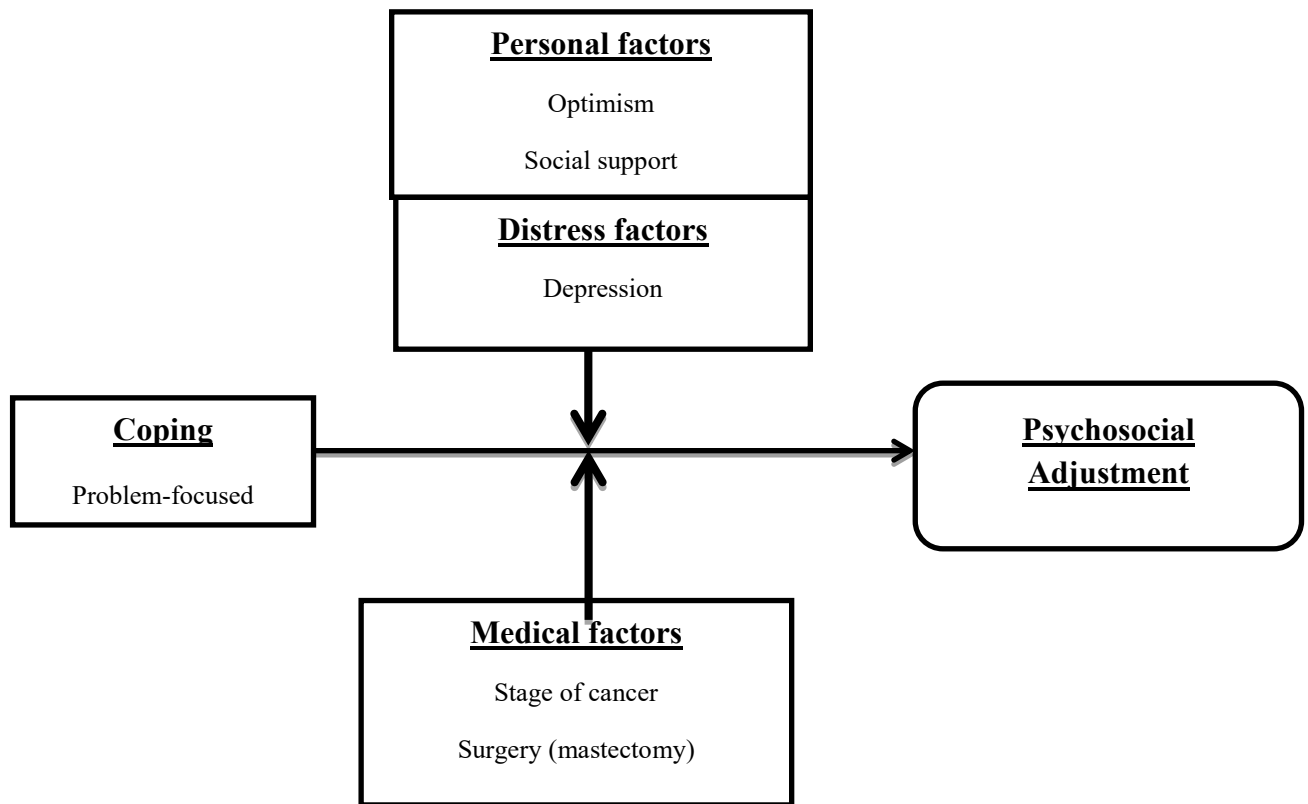 Personal factors
Optimism
Social support
Distress factors
Depression
Coping
Problem-focused
Psychosocial
Adjustment
Medical factors
Stage of cancer
Surgery (mastectomy)